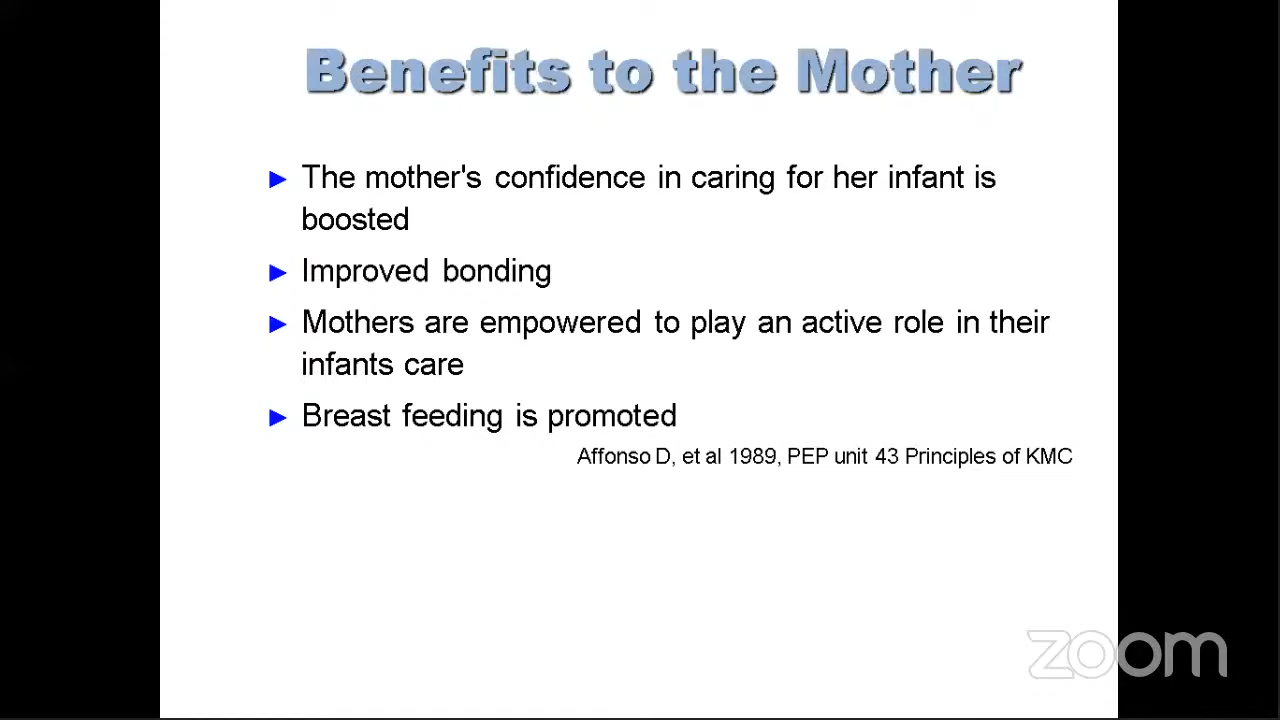 Benefits to the Mother
► The mother's confidence in caring for her infant is
boosted
► Improved bonding
► Mothers are empowered to play an active role in their
infants care
► Breast feeding is promoted
Affonso D, et al 1989, PEP unit 43 Principles of KMC
zoom